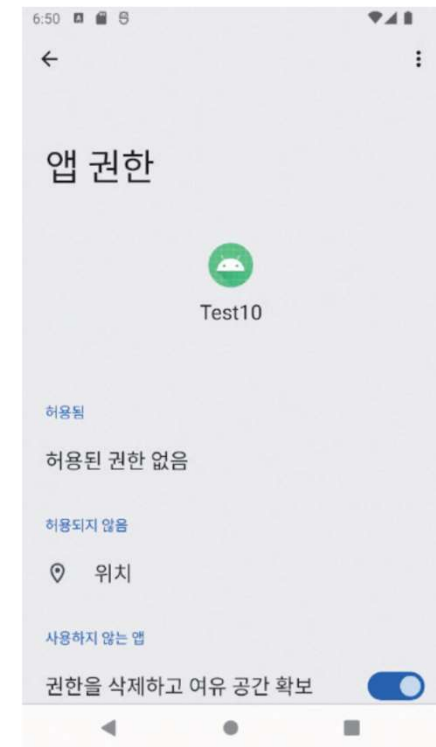 6:50
앱 권한
Test10
허용됨
허용된 권한 없음
허용되지 않음
위치
사용하지 않는 앱
권한을 삭제하고 여유 공간 확보